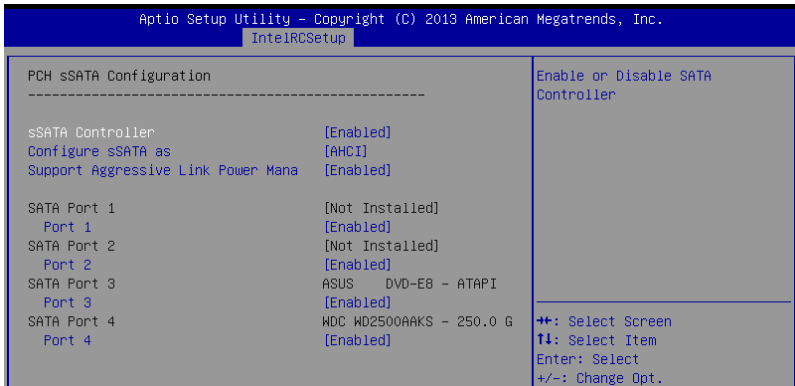 Aptio Setup Utility – Copyright (C) 2013 American Megatrends, Inc.
IntelRCSetup
PCH sSATA Configuration
--------------------------------------------------
sSATA Controller [Enabled]
Configure sSATA as [AHCI]
Support Aggressive Link Power Mana [Enabled]
SATA Port 1 [Not Installed]
Port 1 [Enabled]
SATA Port 2 [Not Installed]
Port 2 [Enabled]
SATA Port 3 ASUS DVD-E8 - ATAPI
Port 3 [Enabled]
SATA Port 4 WDC WD2500AAKS - 250.0 G
Port 4 [Enabled]
Enable or Disable SATA
Controller
→←: Select Screen
↑↓: Select Item
Enter: Select
+/-: Change Opt.